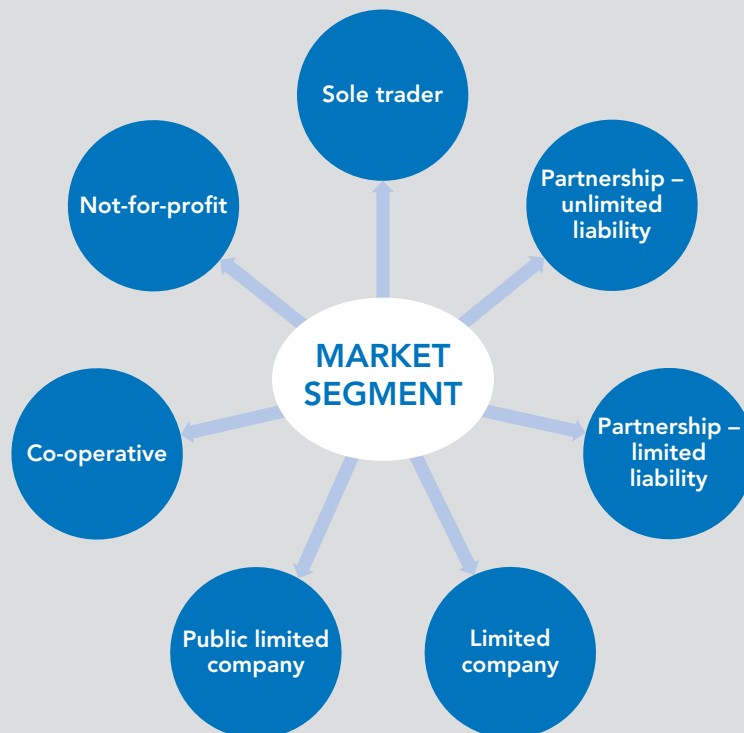 Sole trader
Not-for-profit
Partnership –
unlimited
liability
MARKET
SEGMENT
Co-operative
Partnership –
limited
liability
Public limited
company
Limited
company